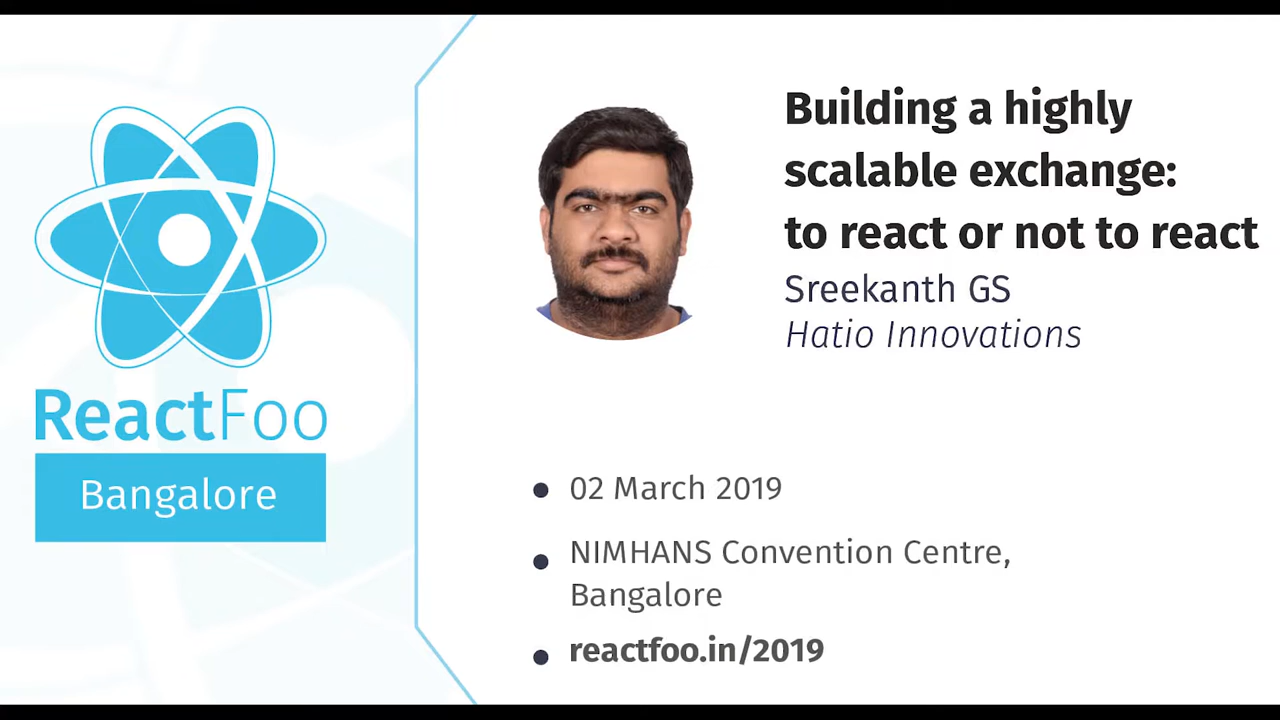 ReactFoo
Bangalore
Building a highly
scalable exchange:
to react or not to react
Sreekanth GS
Hatio Innovations
02 March 2019
NIMHANS Convention Centre,
Bangalore
reactfoo.in/2019